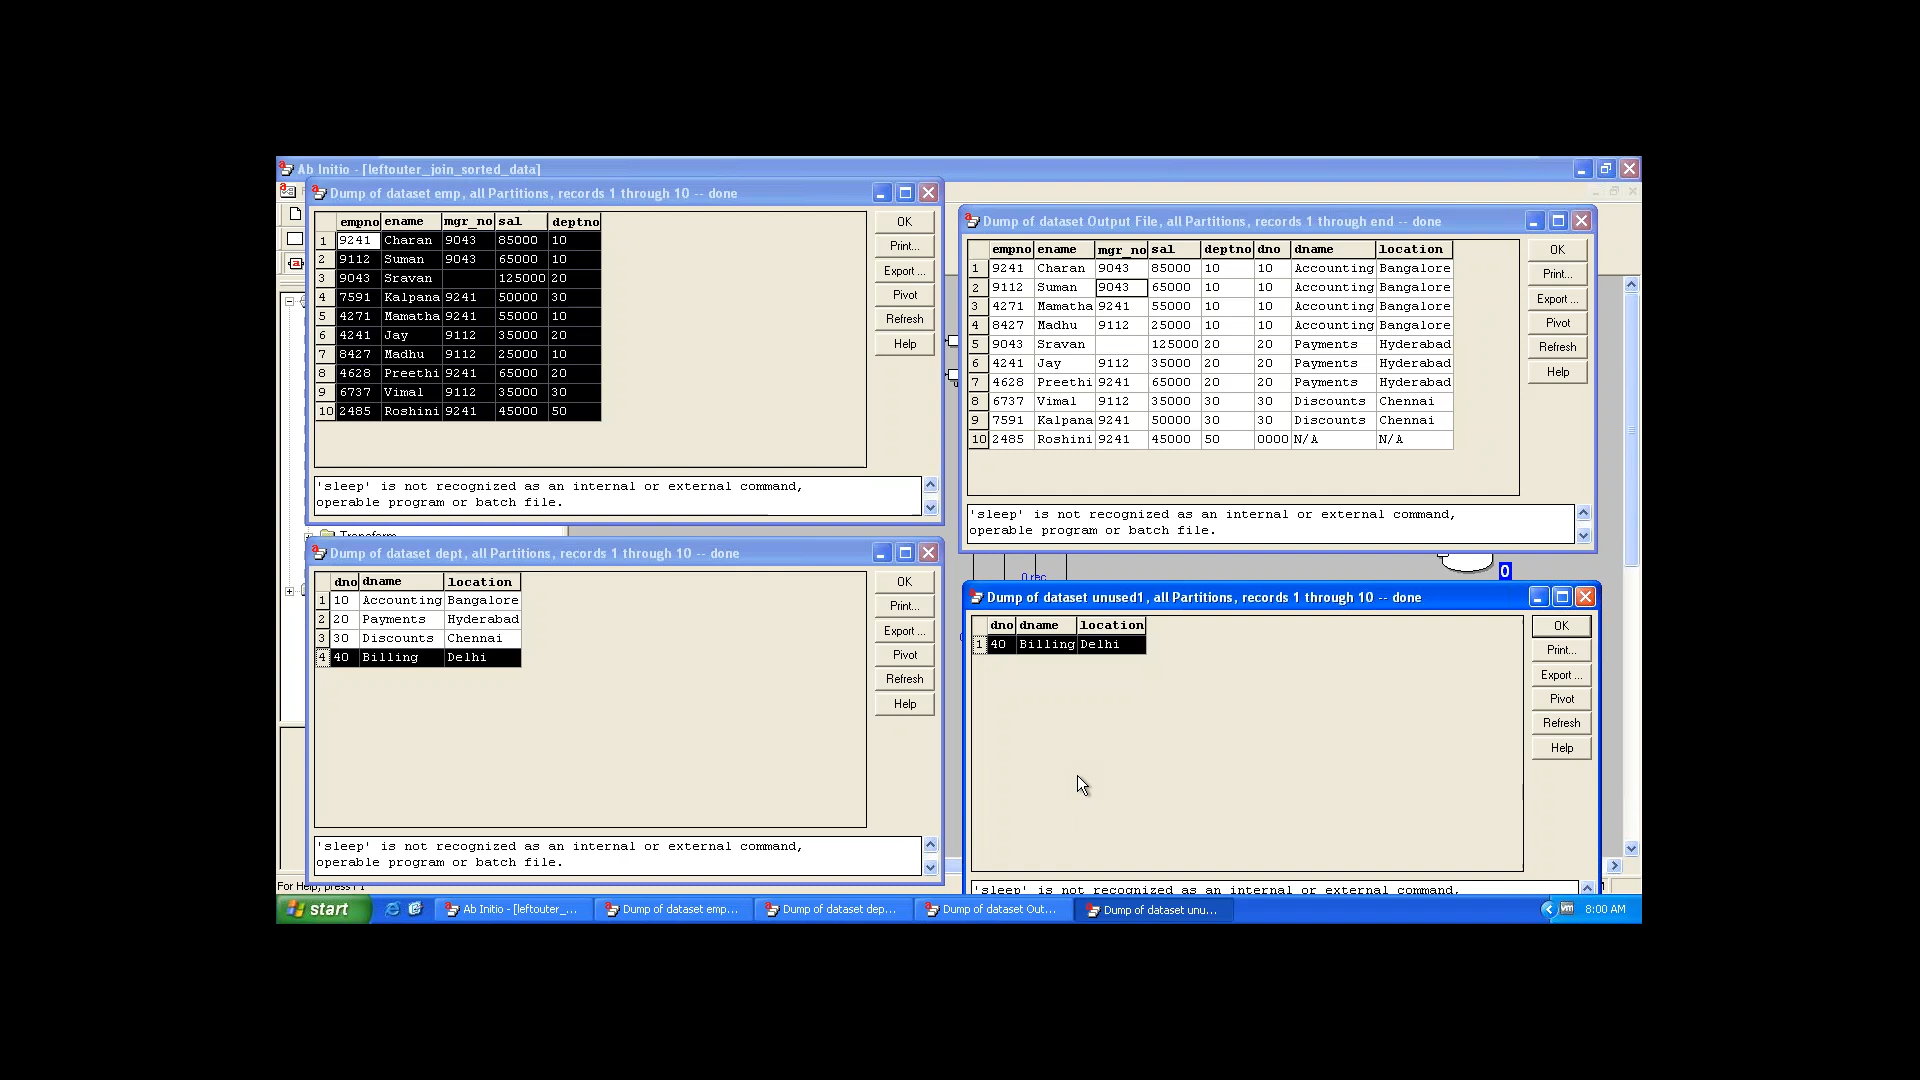 Ab Initio - [leftouter_join_sorted_data]
Dump of dataset emp, all Partitions, records 1 through 10 -- done
empno ename mgr_no sal deptno
1 9241 Charan 9043 85000 10
2 9112 Suman 9043 65000 10
3 9043 Sravan 125000 20
4 7591 Kalpana 9241 50000 30
5 4271 Mamatha 9241 55000 10
6 4241 Jay 9112 35000 20
7 8427 Madhu 9112 25000 10
8 4628 Preethi 9241 65000 20
9 6737 Vimal 9112 35000 30
10 2485 Roshini 9241 45000 50
OK
Print...
Export ...
Pivot
Refresh
Help
'sleep' is not recognized as an internal or external command,
operable program or batch file.
Dump of dataset Output File, all Partitions, records 1 through end -- done
empno ename mgr_no sal deptno dno dname location
1 9241 Charan 9043 85000 10 10 Accounting Bangalore
2 9112 Suman 9043 65000 10 10 Accounting Bangalore
3 4271 Mamatha 9241 55000 10 10 Accounting Bangalore
4 8427 Madhu 9112 25000 10 10 Accounting Bangalore
5 9043 Sravan 125000 20 20 Payments Hyderabad
6 4241 Jay 9112 35000 20 20 Payments Hyderabad
7 4628 Preethi 9241 65000 20 20 Payments Hyderabad
8 6737 Vimal 9112 35000 30 30 Discounts Chennai
9 7591 Kalpana 9241 50000 30 30 Discounts Chennai
10 2485 Roshini 9241 45000 50 0000 N/A N/A
OK
Print...
Export ...
Pivot
Refresh
Help
'sleep' is not recognized as an internal or external command,
operable program or batch file.
Transform
Dump of dataset dept, all Partitions, records 1 through 10 -- done
dno dname location
1 10 Accounting Bangalore
2 20 Payments Hyderabad
3 30 Discounts Chennai
4 40 Billing Delhi
OK
Print...
Export ...
Pivot
Refresh
Help
'sleep' is not recognized as an internal or external command,
operable program or batch file.
0 rec
0
Dump of dataset unused1, all Partitions, records 1 through 10 -- done
dno dname location
1 40 Billing Delhi
OK
Print...
Export ...
Pivot
Refresh
Help
'sleep' is not recognized as an internal or external command,
For Help, press F1
start
Ab Initio - [leftouter_...
Dump of dataset emp...
Dump of dataset dep...
Dump of dataset Out...
Dump of dataset unu...
8:00 AM